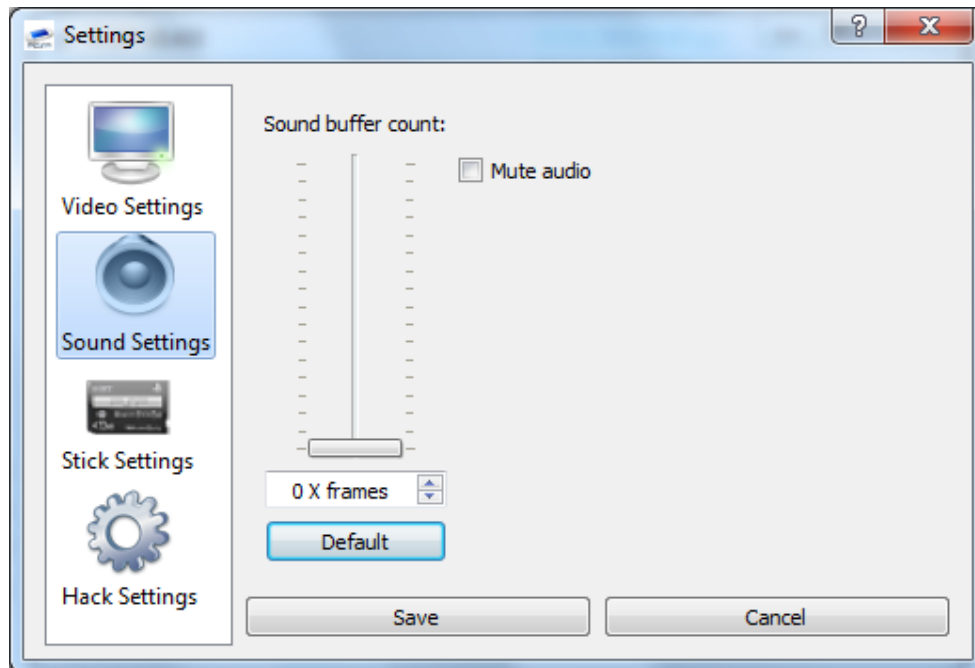 Settings
Video Settings
Sound Settings
Stick Settings
Hack Settings
Sound buffer count:
Mute audio
0 X frames
Default
Save
Cancel